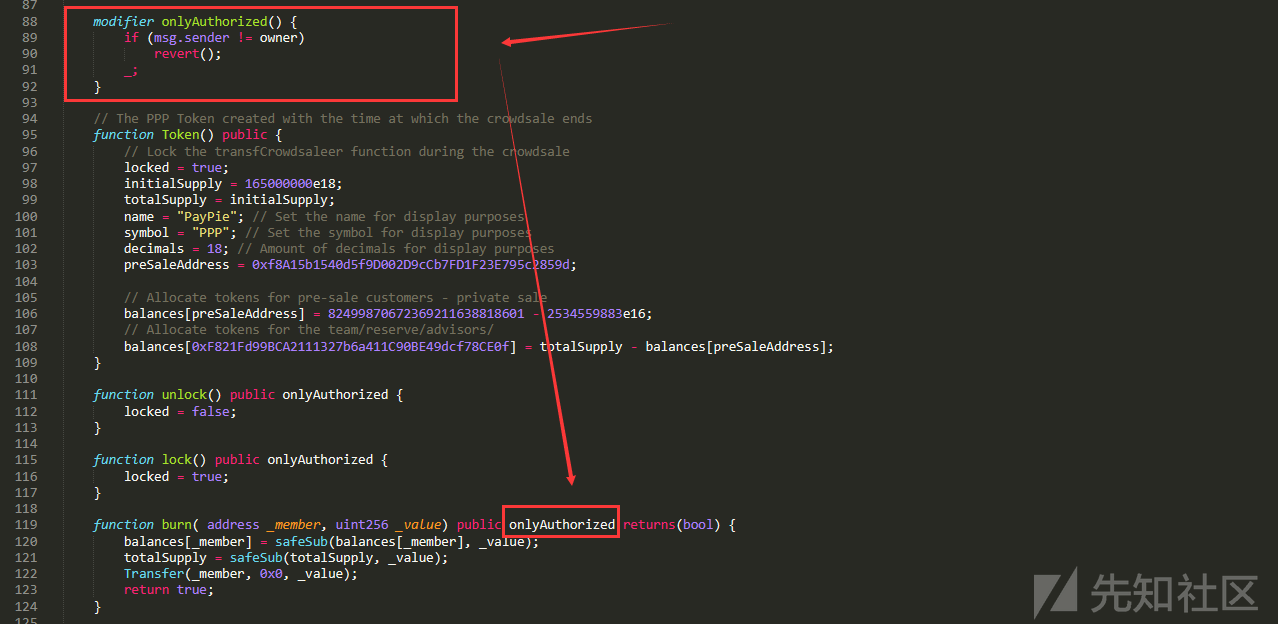 87
88 modifier onlyAuthorized() {
89 if (msg.sender != owner)
90 revert();
91 _;
92 }
93
94 // The PPP Token created with the time at which the crowdsale ends
95 function Token() public {
96 // Lock the transfCrowdsaleer function during the crowdsale
97 locked = true;
98 initialSupply = 165000000e18;
99 totalSupply = initialSupply;
100 name = "PayPie"; // Set the name for display purposes
101 symbol = "PPP"; // Set the symbol for display purposes
102 decimals = 18; // Amount of decimals for display purposes
103 preSaleAddress = 0xf8A15b1540d5f9D002D9cCb7FD1F23E795c2859d;
104
105 // Allocate tokens for pre-sale customers - private sale
106 balances[preSaleAddress] = 82499870672369211638818601 - 2534559883e16;
107 // Allocate tokens for the team/reserve/advisors/
108 balances[0xF821Fd99BCA2111327b6a411C90BE49dcf78CE0f] = totalSupply - balances[preSaleAddress];
109 }
110
111 function unlock() public onlyAuthorized {
112 locked = false;
113 }
114
115 function lock() public onlyAuthorized {
116 locked = true;
117 }
118
119 function burn( address _member, uint256 _value) public onlyAuthorized returns(bool) {
120 balances[_member] = safeSub(balances[_member], _value);
121 totalSupply = safeSub(totalSupply, _value);
122 Transfer(_member, 0x0, _value);
123 return true;
124 }
125
先知社区